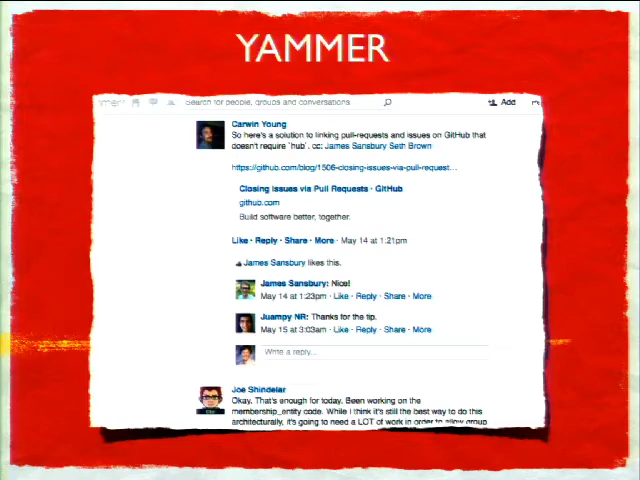 YAMMER
Search for people, groups and conversations
Add
Carwin Young
So here's a solution to linking pull-requests and issues on GitHub that
doesn't require `hub`. cc: James Sansbury Seth Brown
https://github.com/blog/1506-closing-issues-via-pull-request...
Closing Issues via Pull Requests · GitHub
github.com
Build software better, together.
Like · Reply · Share · More · May 14 at 1:21pm
James Sansbury likes this.
James Sansbury: Nice!
May 14 at 1:23pm · Like · Reply · Share · More
Juampy NR: Thanks for the tip.
May 15 at 3:03am · Like · Reply · Share · More
Write a reply...
Joe Shindelar
Okay. That's enough for today. Been working on the
membership_entity code. While I think it's still the best way to do this
architecturally, it's going to need a LOT of work in order to allow group